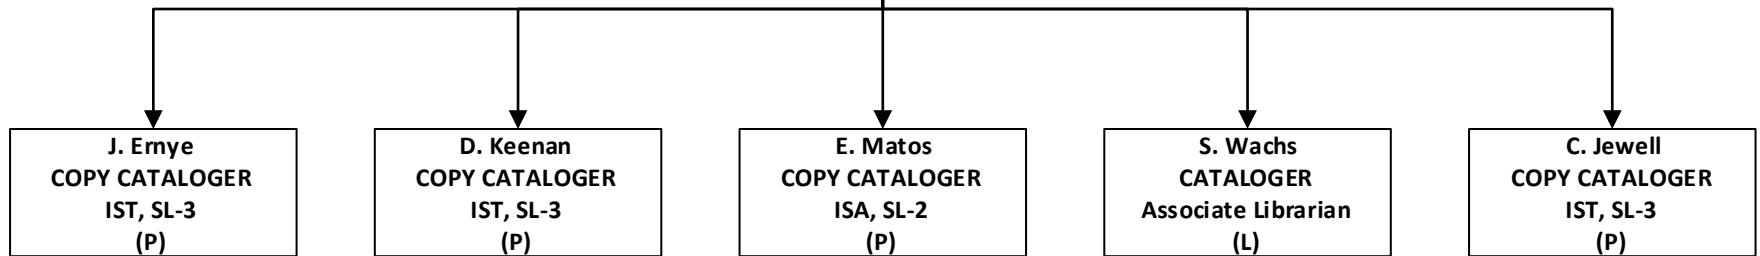 J. Ernye
COPY CATALOGER
IST, SL-3
(P)
D. Keenan
COPY CATALOGER
IST, SL-3
(P)
E. Matos
COPY CATALOGER
ISA, SL-2
(P)
S. Wachs
CATALOGER
Associate Librarian
(L)
C. Jewell
COPY CATALOGER
IST, SL-3
(P)